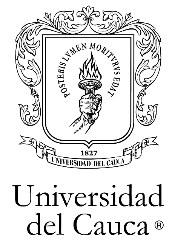 POSTERIS LVMEN MORITVRVS EDAT
1827
UNIVERSIDAD DEL CAUCA
Universidad
del Cauca ®